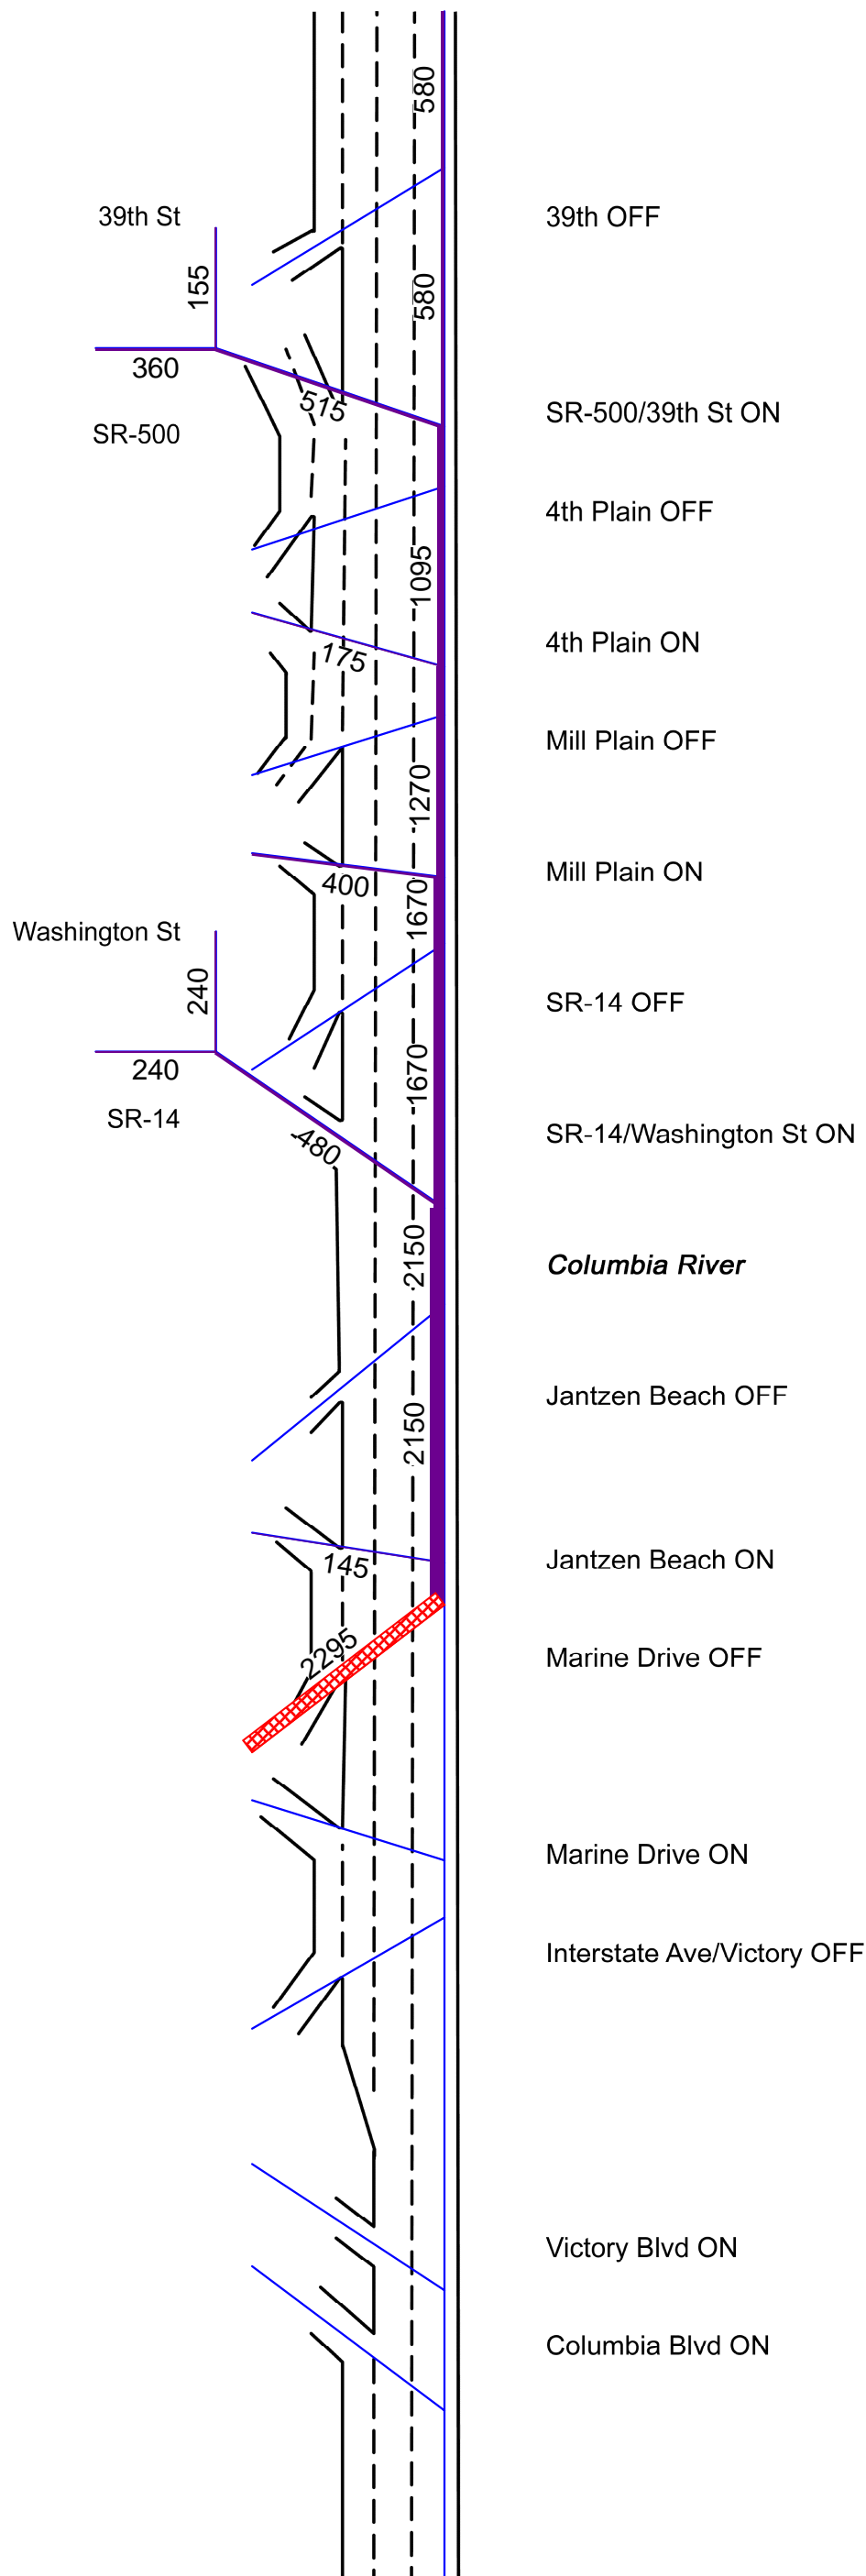 580
39th St
39th OFF
155
580
360
515
SR-500/39th St ON
SR-500
4th Plain OFF
1095
4th Plain ON
175
Mill Plain OFF
1270
Mill Plain ON
400
1670
Washington St
240
SR-14 OFF
240
1670
SR-14
SR-14/Washington St ON
480
2150
Columbia River
Jantzen Beach OFF
2150
Jantzen Beach ON
145
2295
Marine Drive OFF
Marine Drive ON
Interstate Ave/Victory OFF
Victory Blvd ON
Columbia Blvd ON